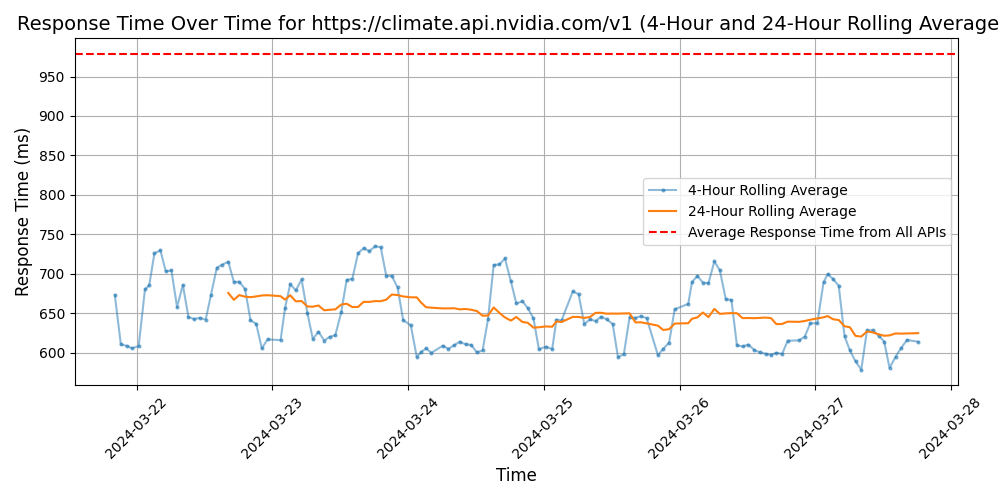 Response Time Over Time for https://climate.api.nvidia.com/v1 (4-Hour and 24-Hour Rolling Average
Response Time (ms)
950
900
850
800
750
700
650
600
4-Hour Rolling Average
24-Hour Rolling Average
Average Response Time from All APIs
2024-03-22
2024-03-23
2024-03-24
2024-03-25
2024-03-26
2024-03-27
2024-03-28
Time